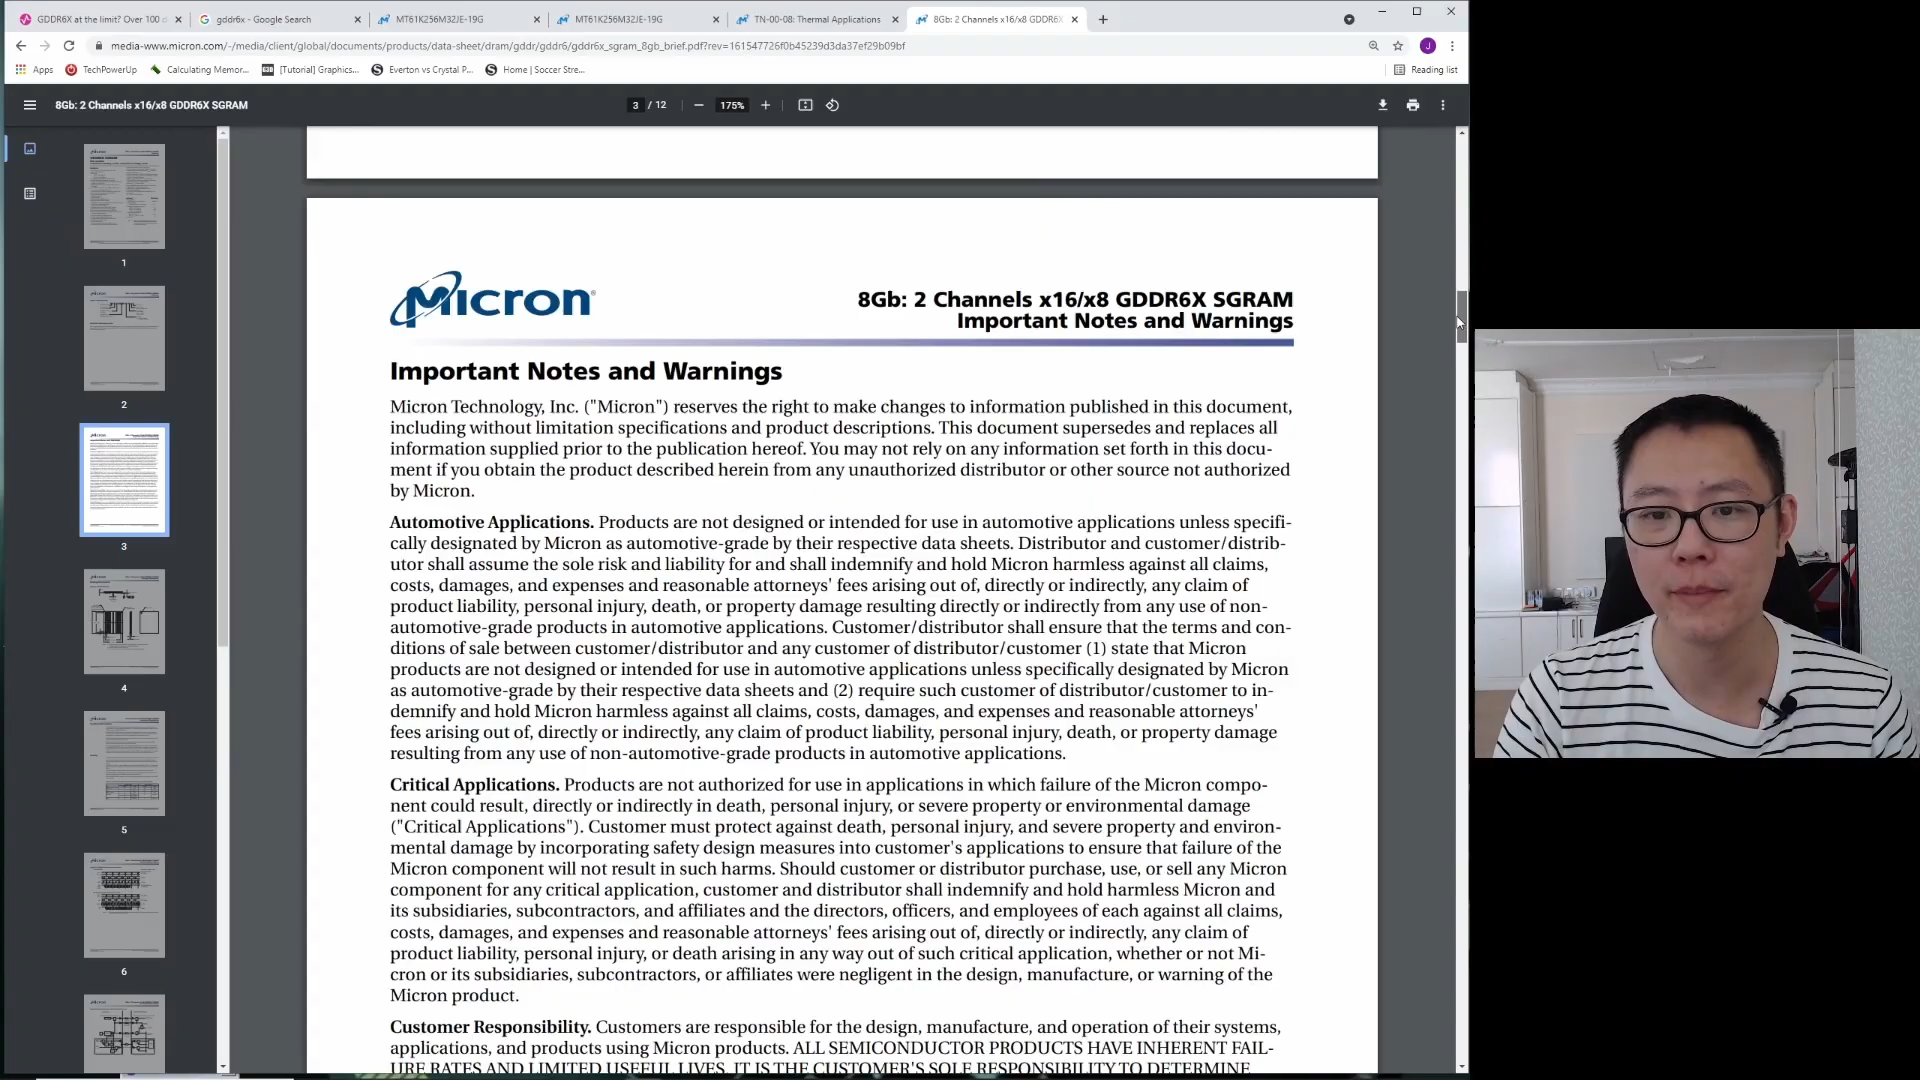 GDDR6X at the limit? Over 100
gddr6x - Google Search
MT61K256M32JE-19G
MT61K256M32JE-19G
TN-00-08: Thermal Applications
8Gb: 2 Channels x16/x8 GDDR6X
media-www.micron.com/-/media/client/global/documents/products/data-sheet/dram/gddr/gddr6/gddr6x_sgram_8gb_brief.pdf?rev=161547726f0b45239d3da37ef29b09bf
J
Apps
TechPowerUp
Calculating Memor...
[Tutorial] Graphics...
Everton vs Crystal P...
Home | Soccer Stre...
Reading list
8Gb: 2 Channels x16/x8 GDDR6X SGRAM
3 / 12
175%
1
2
3
4
5
6
Micron
8Gb: 2 Channels x16/x8 GDDR6X SGRAM
Important Notes and Warnings
Important Notes and Warnings
Micron Technology, Inc. ("Micron") reserves the right to make changes to information published in this document,
including without limitation specifications and product descriptions. This document supersedes and replaces all
information supplied prior to the publication hereof. You may not rely on any information set forth in this docu-
ment if you obtain the product described herein from any unauthorized distributor or other source not authorized
by Micron.
Automotive Applications. Products are not designed or intended for use in automotive applications unless specifi-
cally designated by Micron as automotive-grade by their respective data sheets. Distributor and customer/distrib-
utor shall assume the sole risk and liability for and shall indemnify and hold Micron harmless against all claims,
costs, damages, and expenses and reasonable attorneys' fees arising out of, directly or indirectly, any claim of
product liability, personal injury, death, or property damage resulting directly or indirectly from any use of non-
automotive-grade products in automotive applications. Customer/distributor shall ensure that the terms and con-
ditions of sale between customer/distributor and any customer of distributor/customer (1) state that Micron
products are not designed or intended for use in automotive applications unless specifically designated by Micron
as automotive-grade by their respective data sheets and (2) require such customer of distributor/customer to in-
demnify and hold Micron harmless against all claims, costs, damages, and expenses and reasonable attorneys'
fees arising out of, directly or indirectly, any claim of product liability, personal injury, death, or property damage
resulting from any use of non-automotive-grade products in automotive applications.
Critical Applications. Products are not authorized for use in applications in which failure of the Micron compo-
nent could result, directly or indirectly in death, personal injury, or severe property or environmental damage
("Critical Applications"). Customer must protect against death, personal injury, and severe property and environ-
mental damage by incorporating safety design measures into customer's applications to ensure that failure of the
Micron component will not result in such harms. Should customer or distributor purchase, use, or sell any Micron
component for any critical application, customer and distributor shall indemnify and hold harmless Micron and
its subsidiaries, subcontractors, and affiliates and the directors, officers, and employees of each against all claims,
costs, damages, and expenses and reasonable attorneys' fees arising out of, directly or indirectly, any claim of
product liability, personal injury, or death arising in any way out of such critical application, whether or not Mi-
cron or its subsidiaries, subcontractors, or affiliates were negligent in the design, manufacture, or warning of the
Micron product.
Customer Responsibility. Customers are responsible for the design, manufacture, and operation of their systems,
applications, and products using Micron products. ALL SEMICONDUCTOR PRODUCTS HAVE INHERENT FAIL-
URE RATES AND LIMITED USEFUL LIVES. IT IS THE CUSTOMER'S SOLE RESPONSIBILITY TO DETERMINE